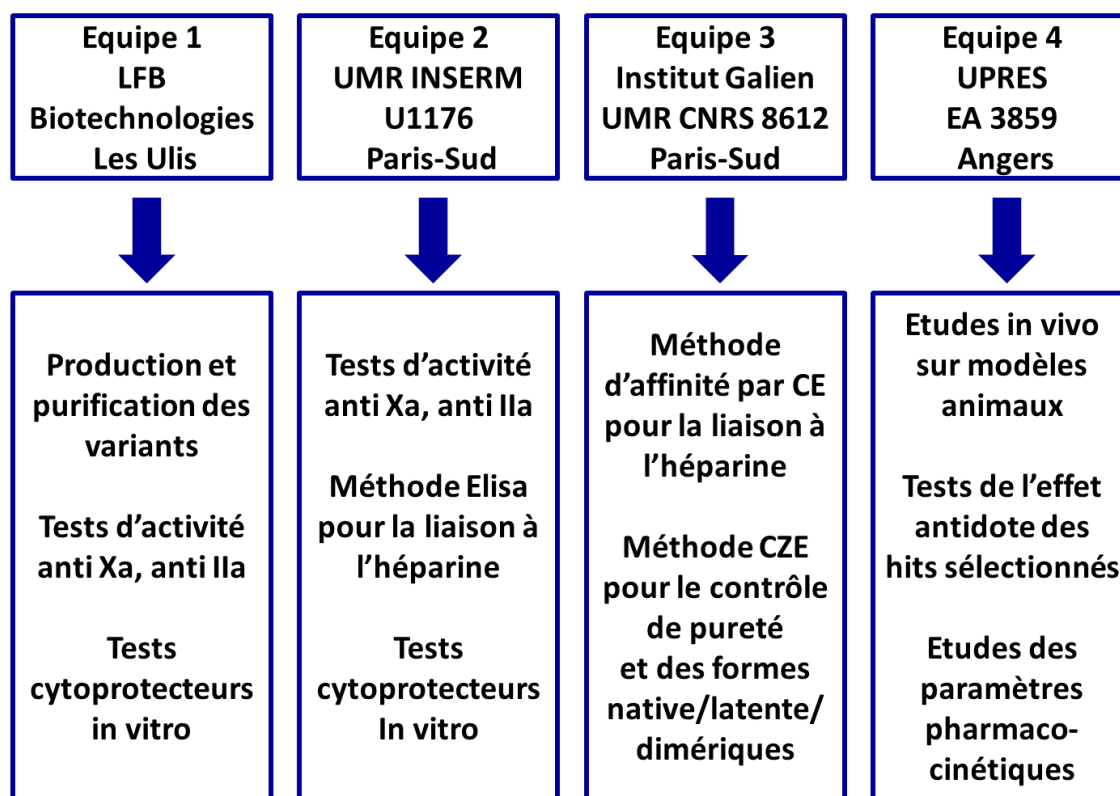 Equipe 1
LFB
Biotechnologies
Les Ulis
Equipe 2
UMR INSERM
U1176
Paris-Sud
Equipe 3
Institut Galien
UMR CNRS 8612
Paris-Sud
Equipe 4
UPRES
EA 3859
Angers
Production et
purification des
variants
Tests d’activité
anti Xa, anti IIa
Tests
cytoprotecteurs
in vitro
Tests d’activité
anti Xa, anti IIa
Méthode Elisa
pour la liaison à
l’héparine
Tests
cytoprotecteurs
In vitro
Méthode
d’affinité par CE
pour la liaison à
l’héparine
Méthode CZE
pour le contrôle
de pureté
et des formes
native/latente/
dimériques
Etudes in vivo
sur modèles
animaux
Tests de l’effet
antidote des
hits sélectionnés
Etudes des
paramètres
pharmaco-
cinétiques